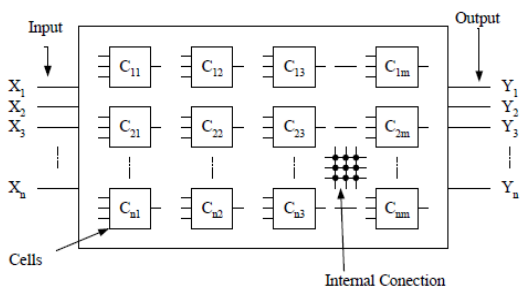 Input
Output
C11 C12 C13 C1m
X1 Y1
X2 Y2
X3 C21 C22 C23 C2m Y3
Xn Cn1 Cn2 Cn3 Cnm Yn
Cells
Internal Conection